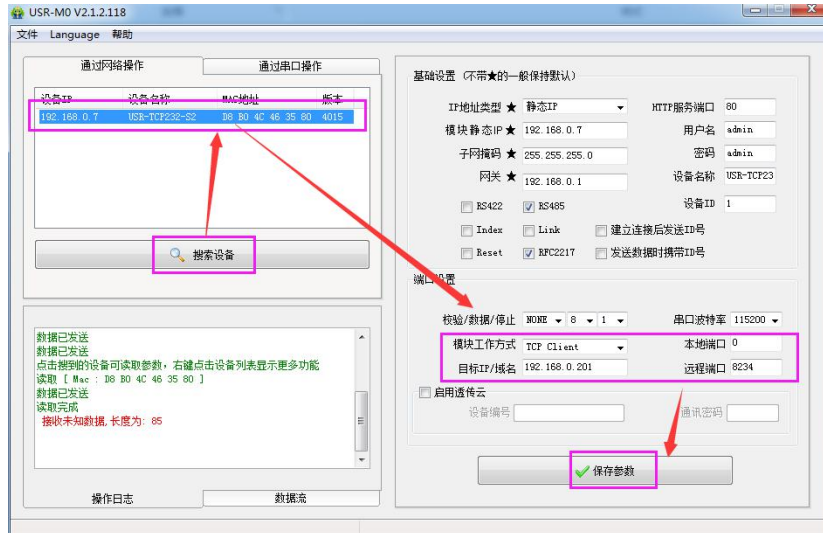 USR-M0 V2.1.2.118
文件 Language 帮助
通过网络操作 通过串口操作
设备IP 设备名称 MAC地址 版本
192.168.0.7 USR-TCP232-S2 D8 B0 4C 46 35 80 4015
搜索设备
数据已发送
数据已发送
点击搜到的设备可读取参数，右键点击设备列表显示更多功能
读取 [ Mac : D8 B0 4C 46 35 80 ]
数据已发送
读取完成
接收未知数据,长度为: 85
操作日志 数据流
基础设置 (不带★的一般保持默认)
IP地址类型 ★ 静态IP HTTP服务端口 80
模块静态IP ★ 192.168.0.7 用户名 admin
子网掩码 ★ 255.255.255.0 密码 admin
网关 ★ 192.168.0.1 设备名称 USR-TCP23
RS422 RS485 设备ID 1
Index Link 建立连接后发送ID号
Reset RFC2217 发送数据时携带ID号
端口设置
校验/数据/停止 NONE 8 1 串口波特率 115200
模块工作方式 TCP Client 本地端口 0
目标IP/域名 192.168.0.201 远程端口 8234
启用透传云
设备编号 通讯密码
保存参数